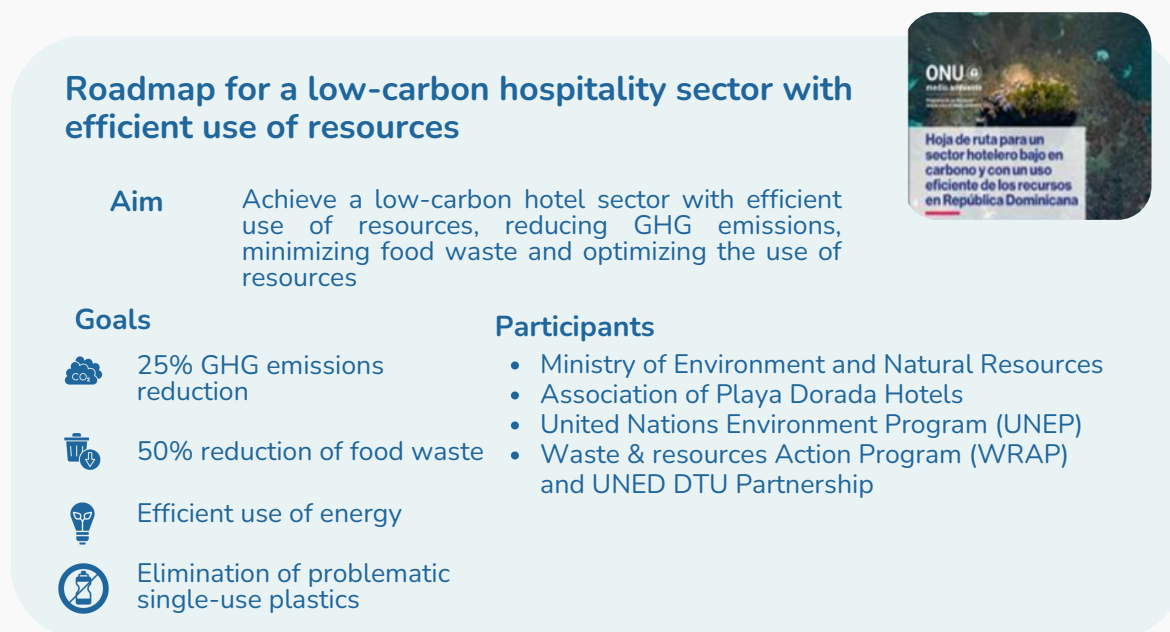 Roadmap for a low-carbon hospitality sector with
efficient use of resources
ONU
medio ambiente
Hoja de ruta para un
sector hotelero bajo en
carbono y con un uso
eficiente de los recursos
en República Dominicana
Aim
Achieve a low-carbon hotel sector with efficient
use of resources, reducing GHG emissions,
minimizing food waste and optimizing the use of
resources
Goals
CO₂
25% GHG emissions
reduction
50% reduction of food waste
Efficient use of energy
Elimination of problematic
single-use plastics
Participants
• Ministry of Environment and Natural Resources
• Association of Playa Dorada Hotels
• United Nations Environment Program (UNEP)
• Waste & resources Action Program (WRAP)
and UNED DTU Partnership